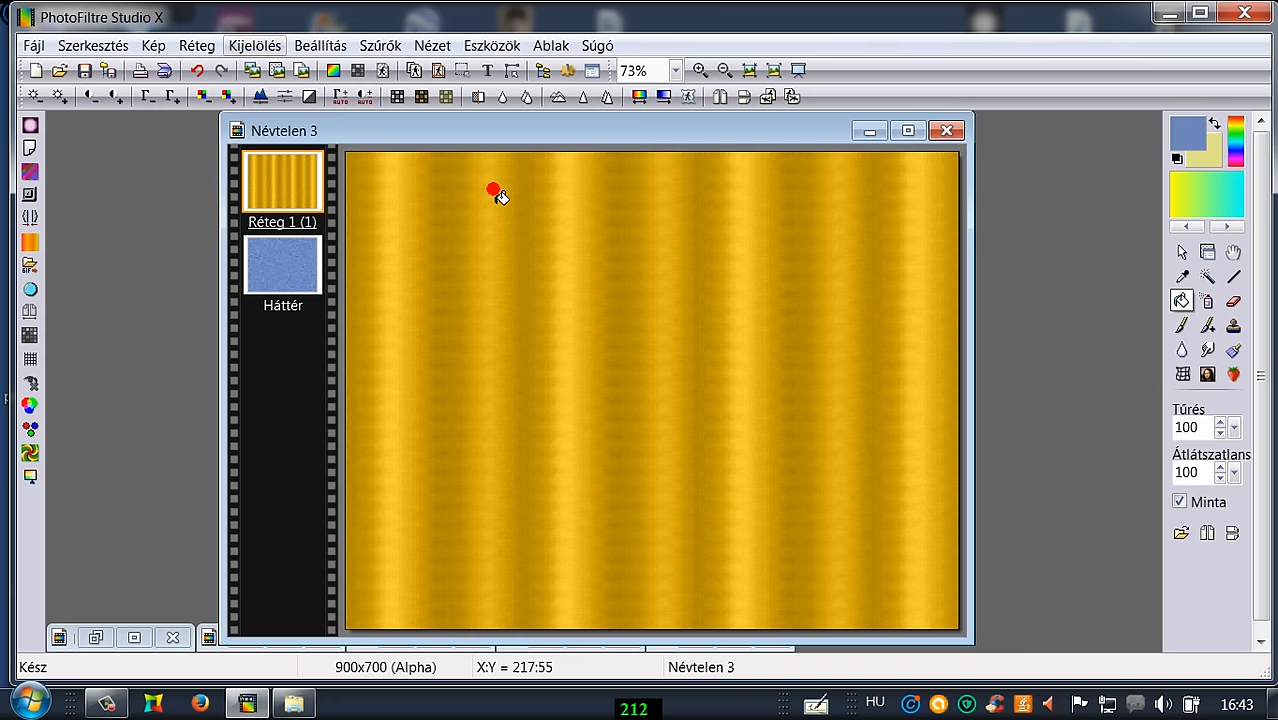 PhotoFiltre Studio X
Fájl Szerkesztés Kép Réteg Kijelölés Beállítás Szűrők Nézet Eszközök Ablak Súgó
73%
Névtelen 3
Réteg 1 (1)
Háttér
Tűrés
100
Átlátszatlans
100
Minta
Kész 900x700 (Alpha) X:Y = 217:55 Névtelen 3
212 HU 16:43